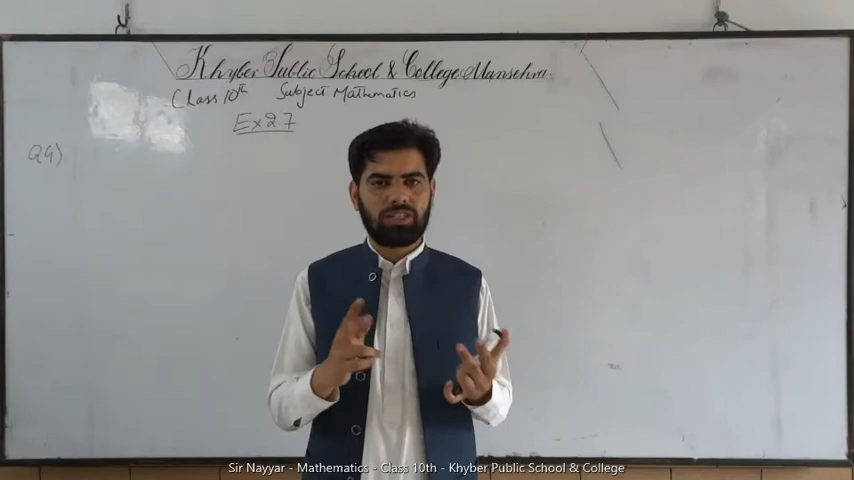 Khyber Public School & College Mansehra.
Class 10th Subject Mathematics
Ex 2.7
Q9)
Sir Nayyar - Mathematics - Class 10th - Khyber Public School & College